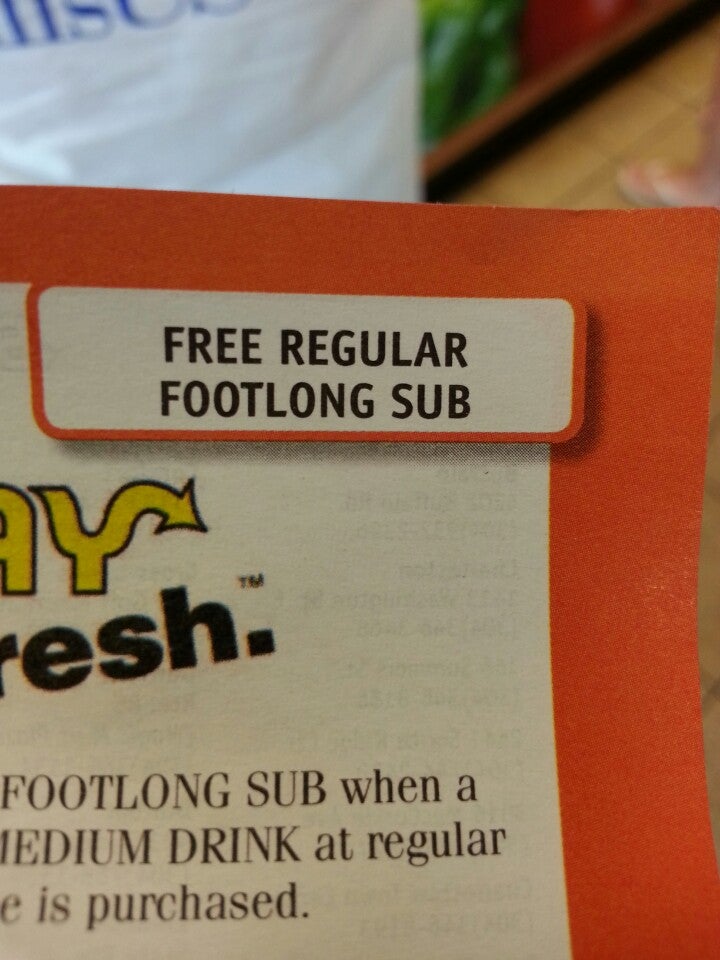 FREE REGULAR
FOOTLONG SUB
AY
resh.™
FOOTLONG SUB when a
MEDIUM DRINK at regular
e is purchased.